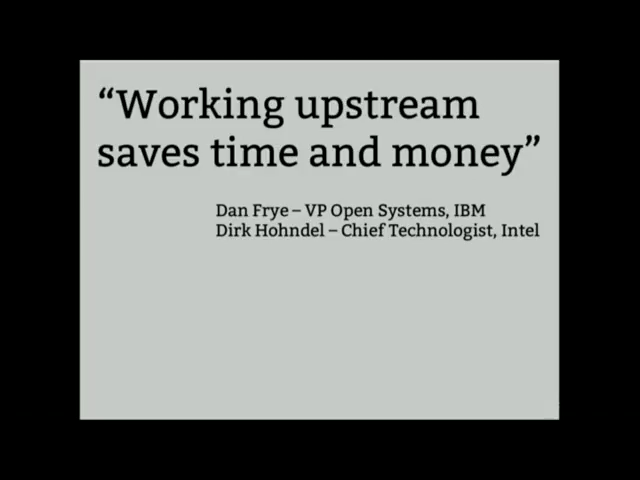 “Working upstream
saves time and money”
Dan Frye – VP Open Systems, IBM
Dirk Hohndel – Chief Technologist, Intel